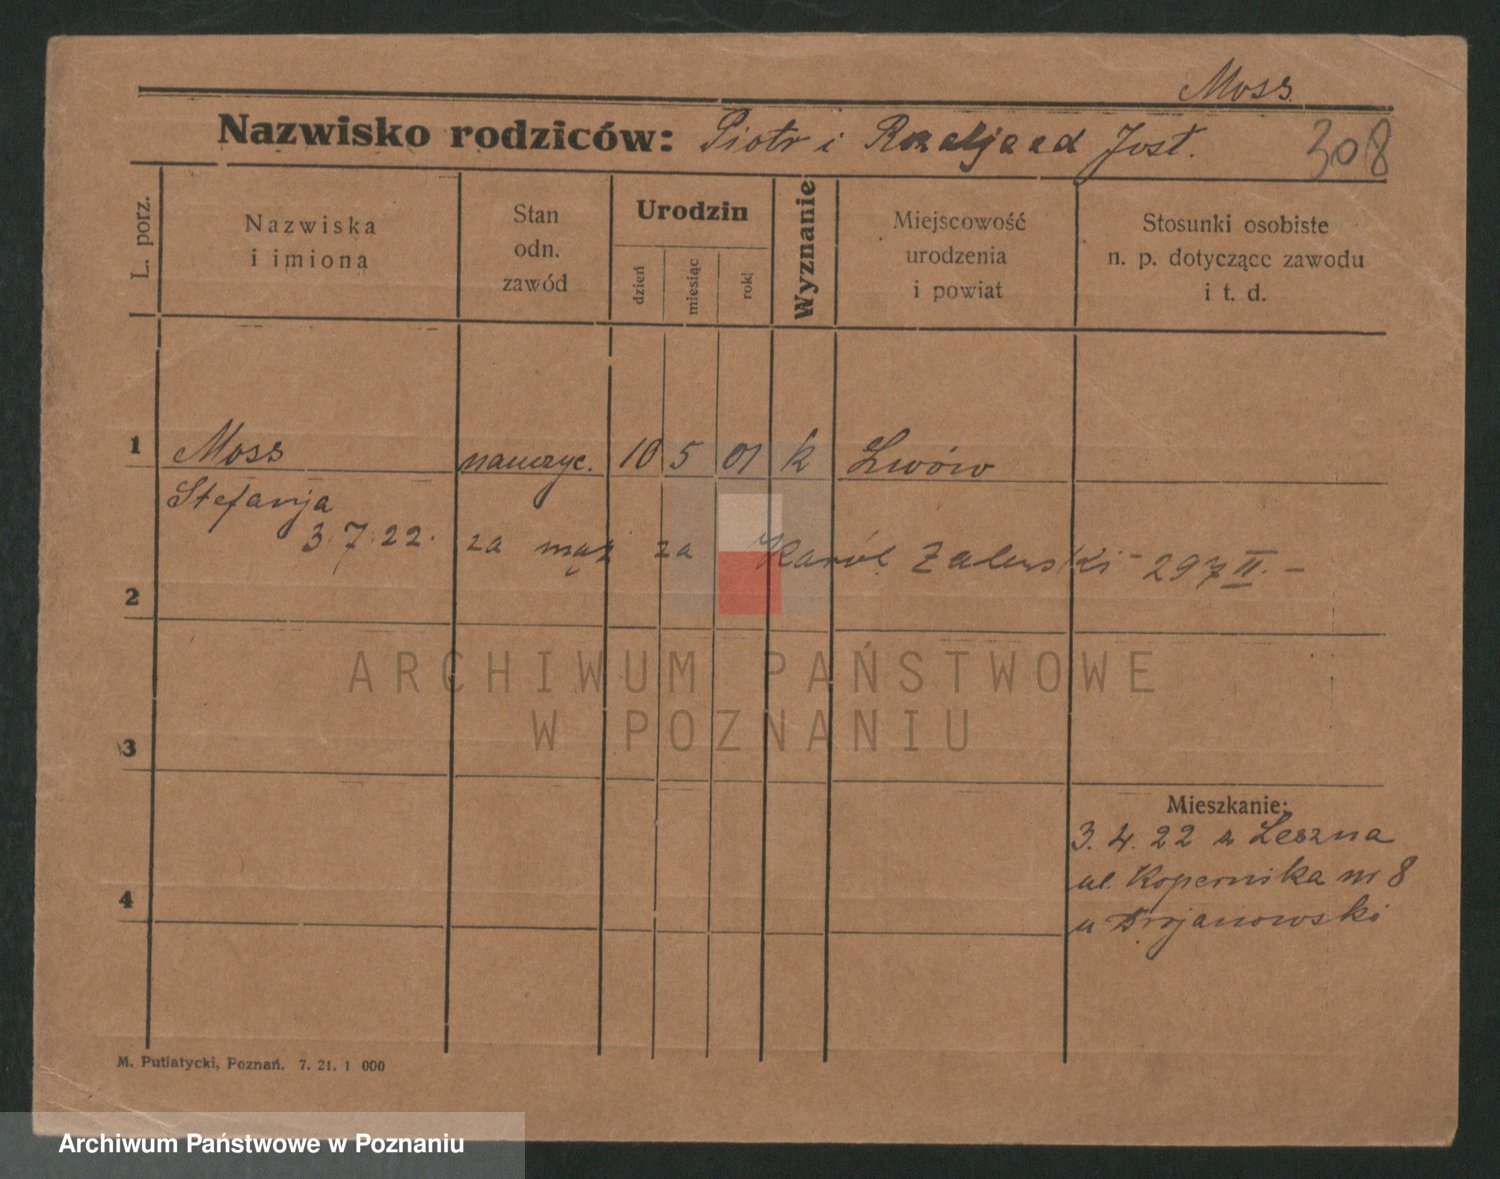 Moss
Nazwisko rodziców: Piotr i Jost.
308
L. porz.
Nazwiska
i imiona
Stan
odn.
zawód
Urodzin
dzień
miesiąc
rok
Wyznanie
Miejscowość
urodzenia
i powiat
Stosunki osobiste
n. p. dotyczące zawodu
i t. d.
1 Moss nauczyc. 10 5 01 k Lwów
Stefanja
3.7.22. za mąż za Karól Zalewski - 297 II. -
2
3
Mieszkanie:
3. 4. 22 z Leszna
ul. Kopernika nr 8
4
u Drojanowski
ARCHIWUM PAŃSTWOWE
W POZNANIU
M. Putiatycki, Poznań. 7. 21. 1 000
Archiwum Państwowe w Poznaniu